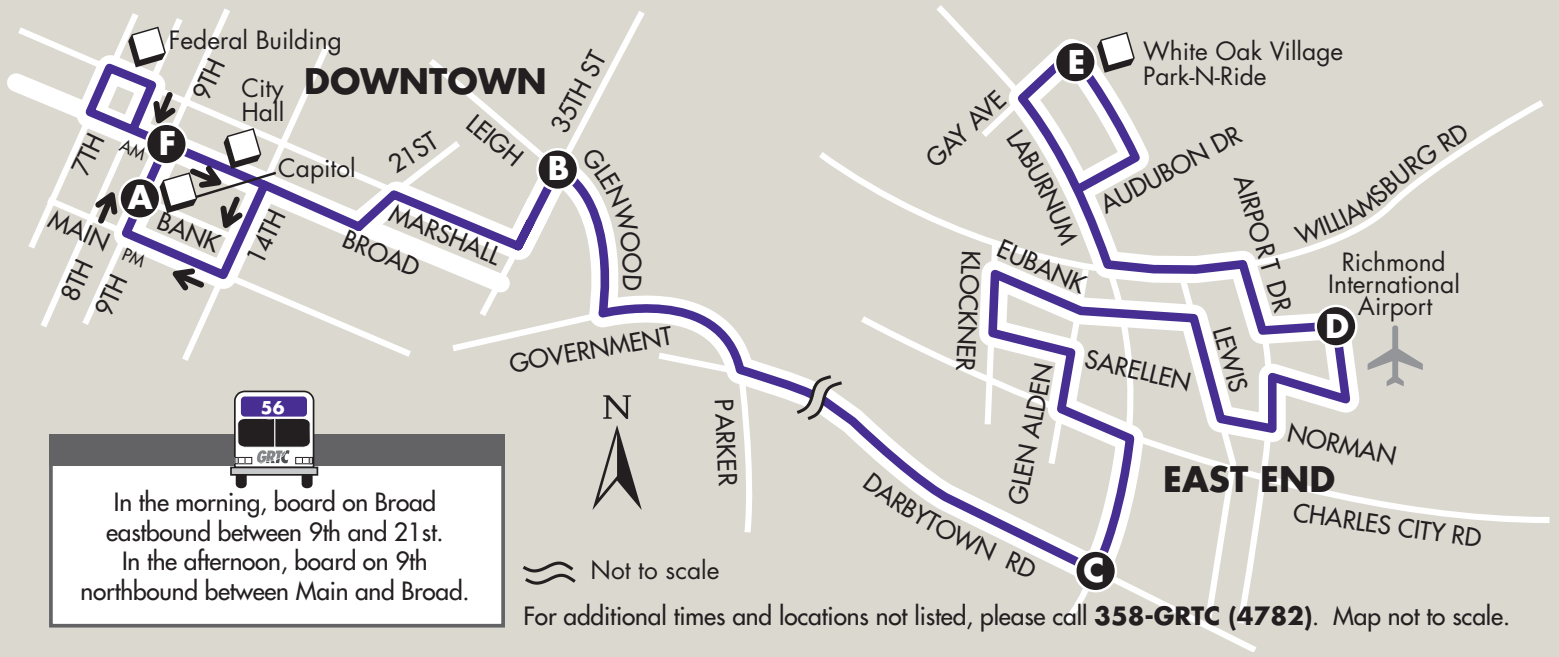 Federal Building
9TH
City
Hall
DOWNTOWN
35TH ST
LEIGH
21ST
7TH
AM
F
Capitol
A
B
GLENWOOD
MAIN
BANK
14TH
MARSHALL
BROAD
PM
8TH
9TH
GOVERNMENT
PARKER
E
White Oak Village
Park-N-Ride
GAY AVE
LABURNUM
AUDUBON DR
WILLIAMSBURG RD
AIRPORT DR
Richmond
International
Airport
D
KLOCKNER
EUBANK
LEWIS
SARELLEN
GLEN ALDEN
NORMAN
EAST END
CHARLES CITY RD
DARBYTOWN RD
C
N
56
GRTC
In the morning, board on Broad
eastbound between 9th and 21st.
In the afternoon, board on 9th
northbound between Main and Broad.
Not to scale
For additional times and locations not listed, please call 358-GRTC (4782). Map not to scale.